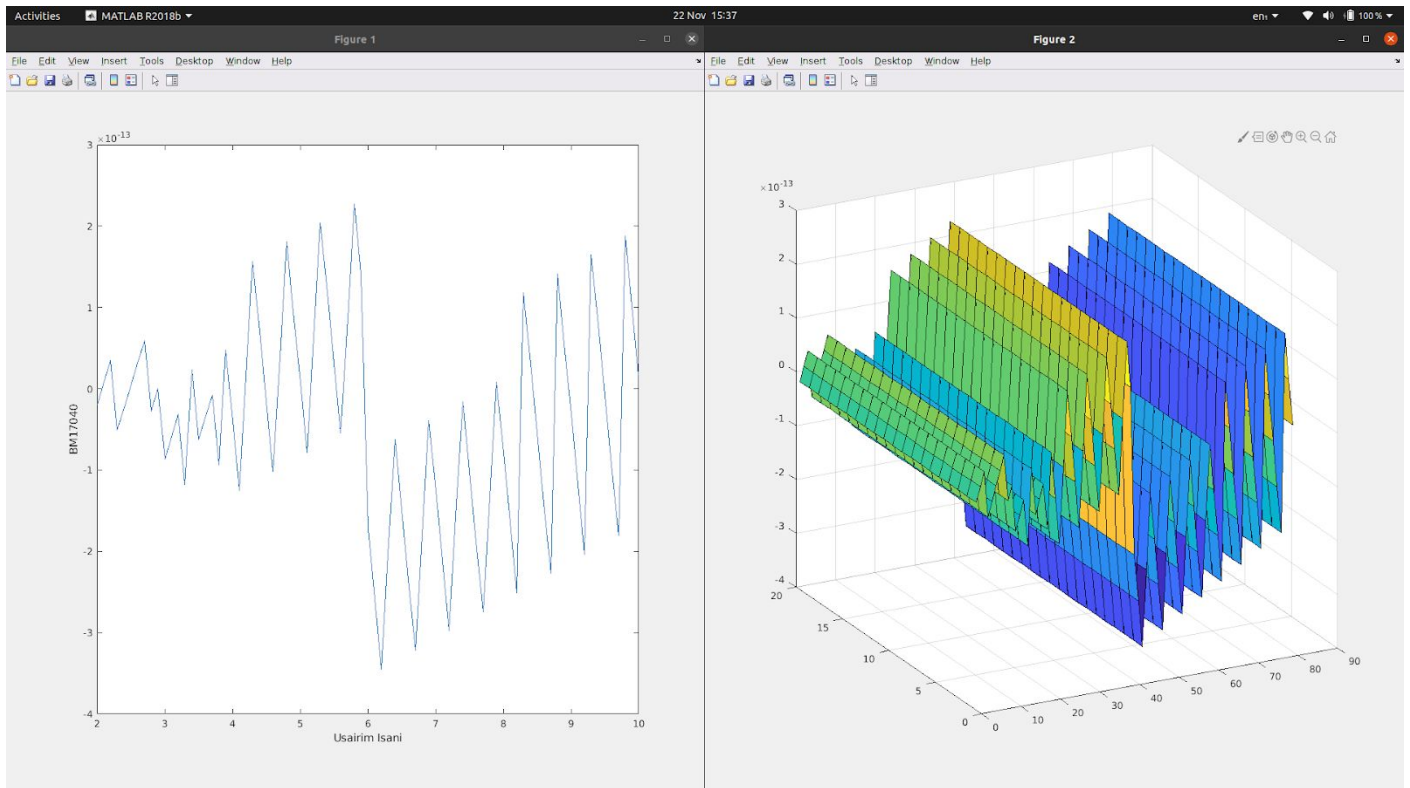 Activities MATLAB R2018b 22 Nov 15:37 en₁ 100 %
Figure 1
File Edit View Insert Tools Desktop Window Help
×10⁻¹³
3
2
1
0
-1
-2
-3
-4
BM17040
2 3 4 5 6 7 8 9 10
Usairim Isani
Figure 2
File Edit View Insert Tools Desktop Window Help
×10⁻¹³
3
2
1
0
-1
-2
-3
-4
20
15
10
5
0
0 10 20 30 40 50 60 70 80 90